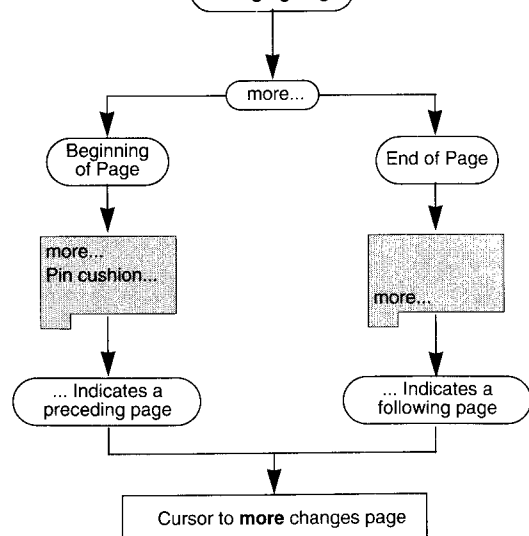 more...
Beginning
of Page
End of Page
more...
Pin cushion...
more...
... Indicates a
preceding page
... Indicates a
following page
Cursor to more changes page